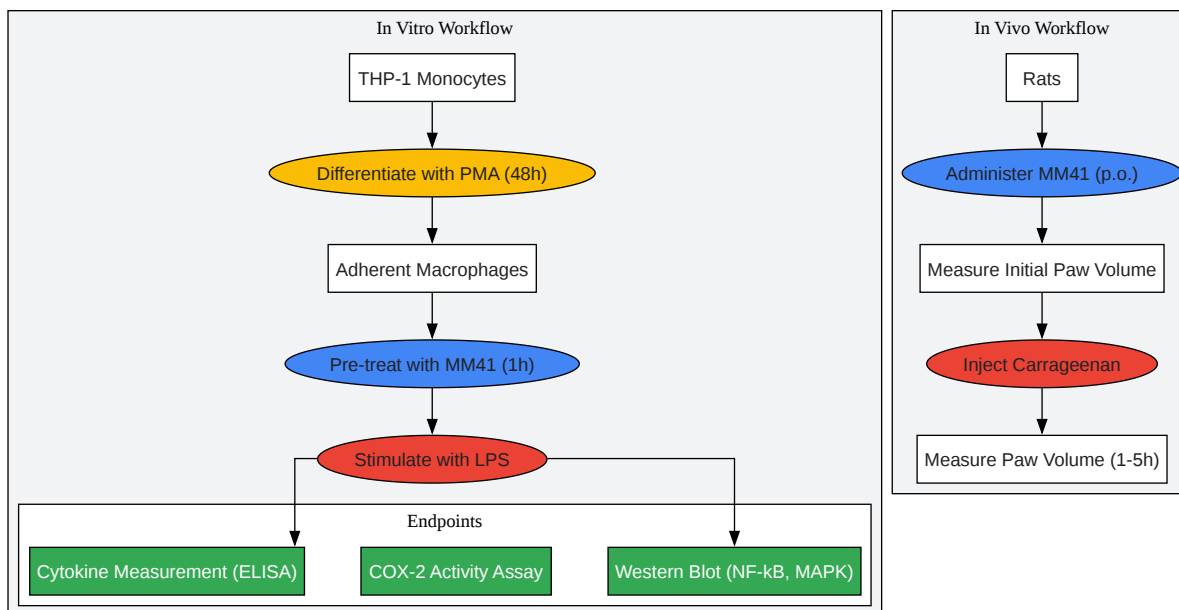 In Vitro Workflow
THP-1 Monocytes
Differentiate with PMA (48h)
Adherent Macrophages
Pre-treat with MM41 (1h)
Stimulate with LPS
Endpoints
Cytokine Measurement (ELISA)
COX-2 Activity Assay
Western Blot (NF-kB, MAPK)
In Vivo Workflow
Rats
Administer MM41 (p.o.)
Measure Initial Paw Volume
Inject Carrageenan
Measure Paw Volume (1-5h)